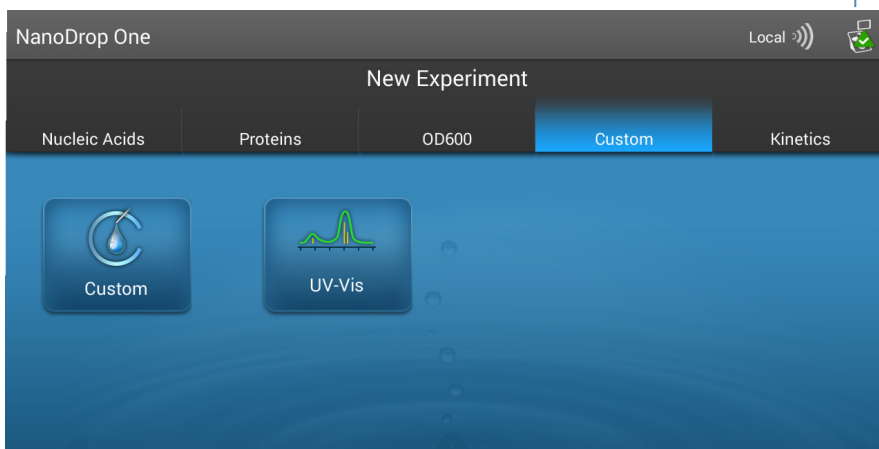 NanoDrop One Local
New Experiment
Nucleic Acids Proteins OD600 Custom Kinetics
Custom UV-Vis